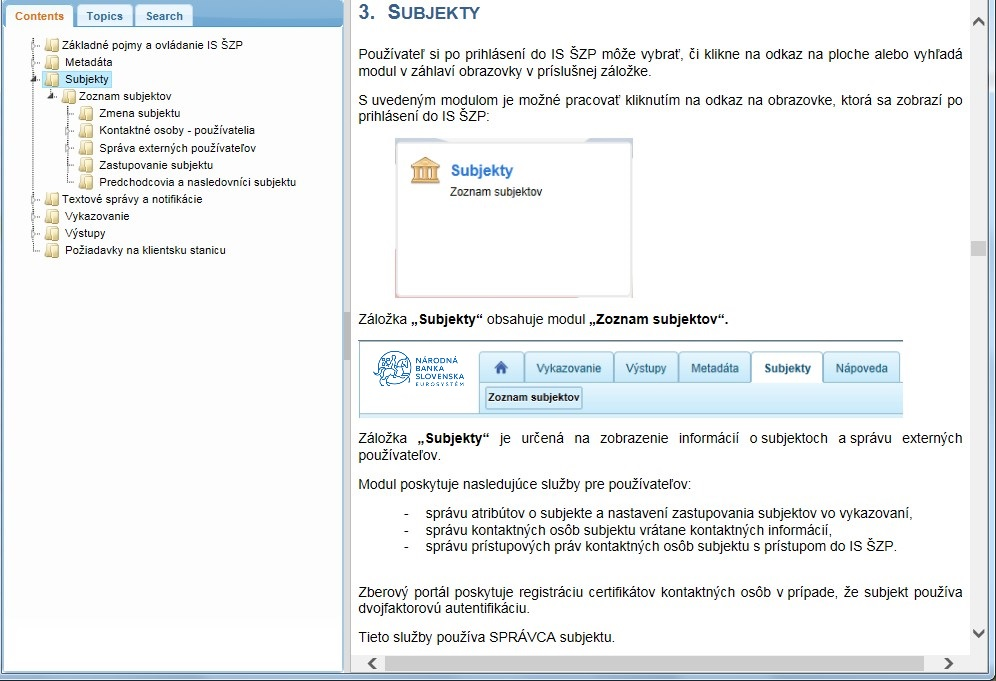 Contents Topics Search
Základné pojmy a ovládanie IS ŠZP
Metadáta
Subjekty
Zoznam subjektov
Zmena subjektu
Kontaktné osoby - používatelia
Správa externých používateľov
Zastupovanie subjektu
Predchodcovia a nasledovníci subjektu
Textové správy a notifikácie
Vykazovanie
Výstupy
Požiadavky na klientsku stanicu
3. SUBJEKTY
Používateľ si po prihlásení do IS ŠZP môže vybrať, či klikne na odkaz na ploche alebo vyhľadá
modul v záhlaví obrazovky v príslušnej záložke.
S uvedeným modulom je možné pracovať kliknutím na odkaz na obrazovke, ktorá sa zobrazí po
prihlásení do IS ŠZP:
Subjekty
Zoznam subjektov
Záložka „Subjekty“ obsahuje modul „Zoznam subjektov“.
NÁRODNÁ
BANKA
SLOVENSKA
EUROSYSTÉM
Vykazovanie Výstupy Metadáta Subjekty Nápoveda
Zoznam subjektov
Záložka „Subjekty“ je určená na zobrazenie informácií o subjektoch a správu externých
používateľov.
Modul poskytuje nasledujúce služby pre používateľov:
- správu atribútov o subjekte a nastavení zastupovania subjektov vo vykazovaní,
- správu kontaktných osôb subjektu vrátane kontaktných informácií,
- správu prístupových práv kontaktných osôb subjektu s prístupom do IS ŠZP.
Zberový portál poskytuje registráciu certifikátov kontaktných osôb v prípade, že subjekt používa
dvojfaktorovú autentifikáciu.
Tieto služby používa SPRÁVCA subjektu.